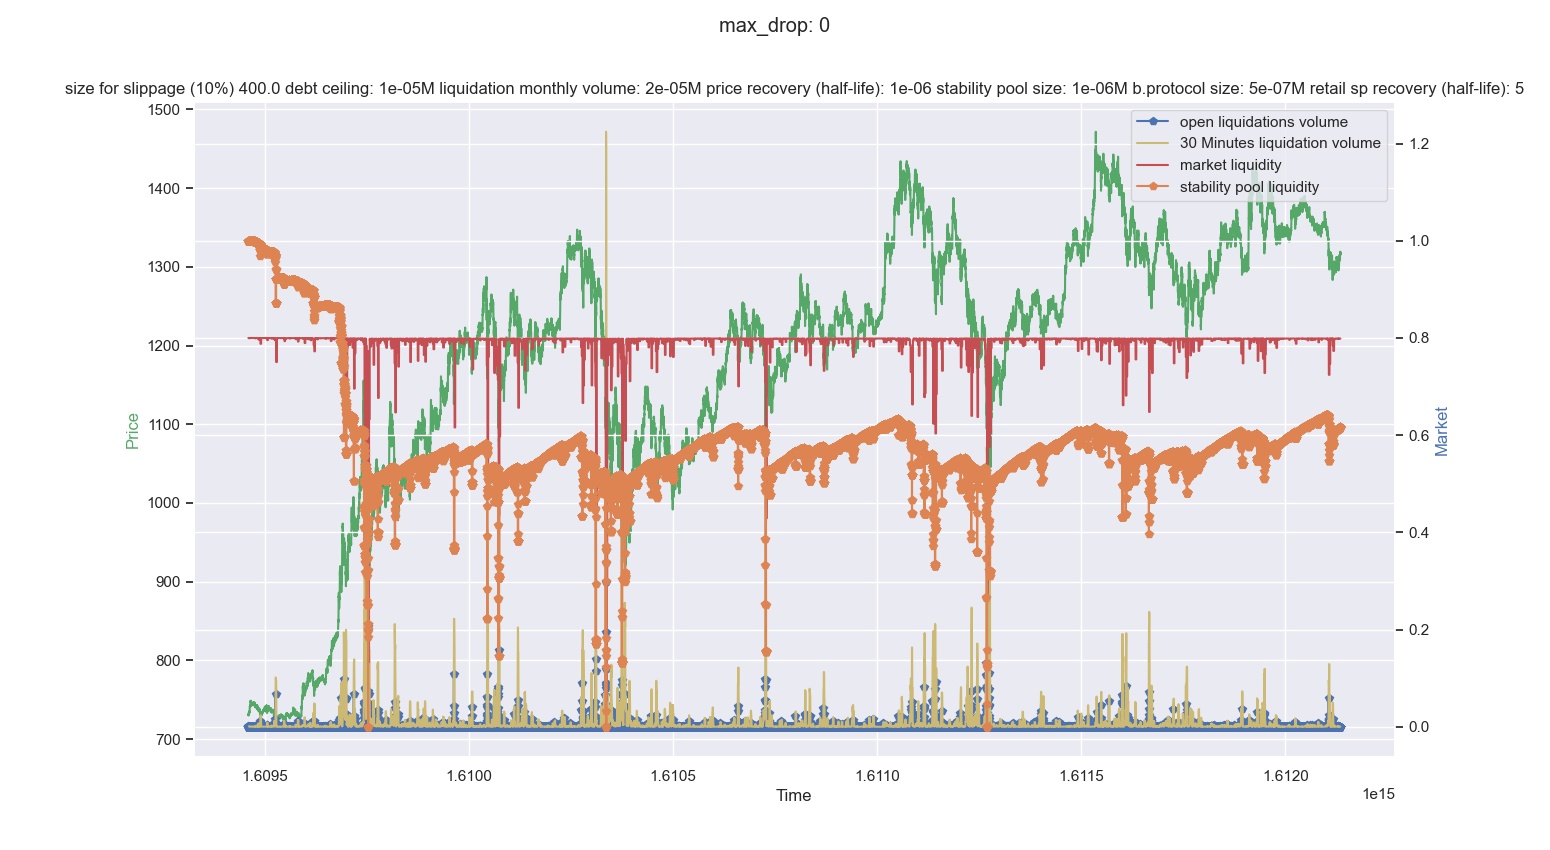 max_drop: 0
size for slippage (10%) 400.0 debt ceiling: 1e-05M liquidation monthly volume: 2e-05M price recovery (half-life): 1e-06 stability pool size: 1e-06M b.protocol size: 5e-07M retail sp recovery (half-life): 5
1500
1400
1300
1200
1100
1000
900
800
700
Price
open liquidations volume
30 Minutes liquidation volume
market liquidity
stability pool liquidity
1.2
1.0
0.8
0.6
0.4
0.2
0.0
Market
1.6095
1.6100
1.6105
1.6110
1.6115
1.6120
Time
1e15